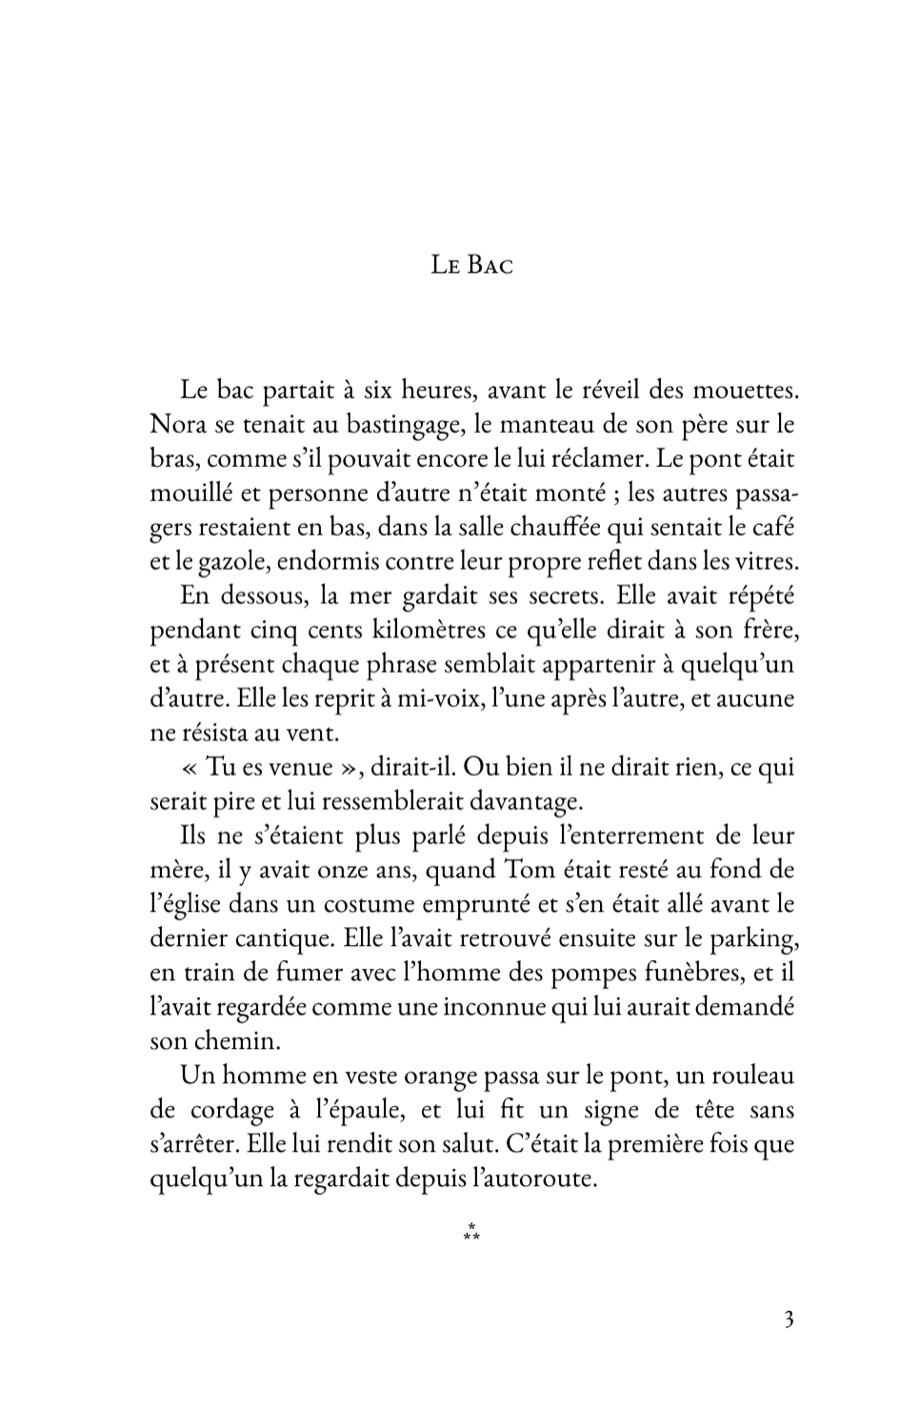 Le Bac
Le bac partait à six heures, avant le réveil des mouettes.
Nora se tenait au bastingage, le manteau de son père sur le
bras, comme s’il pouvait encore le lui réclamer. Le pont était
mouillé et personne d’autre n’était monté ; les autres passa-
gers restaient en bas, dans la salle chauffée qui sentait le café
et le gazole, endormis contre leur propre reflet dans les vitres.
En dessous, la mer gardait ses secrets. Elle avait répété
pendant cinq cents kilomètres ce qu’elle dirait à son frère,
et à présent chaque phrase semblait appartenir à quelqu’un
d’autre. Elle les reprit à mi-voix, l’une après l’autre, et aucune
ne résista au vent.
« Tu es venue », dirait-il. Ou bien il ne dirait rien, ce qui
serait pire et lui ressemblerait davantage.
Ils ne s’étaient plus parlé depuis l’enterrement de leur
mère, il y avait onze ans, quand Tom était resté au fond de
l’église dans un costume emprunté et s’en était allé avant le
dernier cantique. Elle l’avait retrouvé ensuite sur le parking,
en train de fumer avec l’homme des pompes funèbres, et il
l’avait regardée comme une inconnue qui lui aurait demandé
son chemin.
Un homme en veste orange passa sur le pont, un rouleau
de cordage à l’épaule, et lui fit un signe de tête sans
s’arrêter. Elle lui rendit son salut. C’était la première fois que
quelqu’un la regardait depuis l’autoroute.
⁂
3